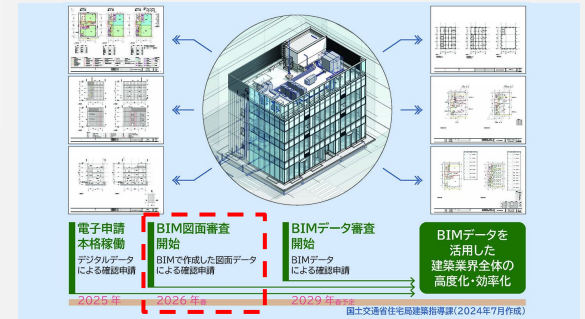 電子申請
本格稼働
デジタルデータ
による確認申請
2025年
BIM図面審査
開始
BIMで作成した図面データ
による確認申請
2026年春
BIMデータ審査
開始
BIMデータ
による確認申請
2029年春予定
BIMデータを
活用した
建築業界全体の
高度化・効率化
国土交通省住宅局建築指導課(2024年7月作成)